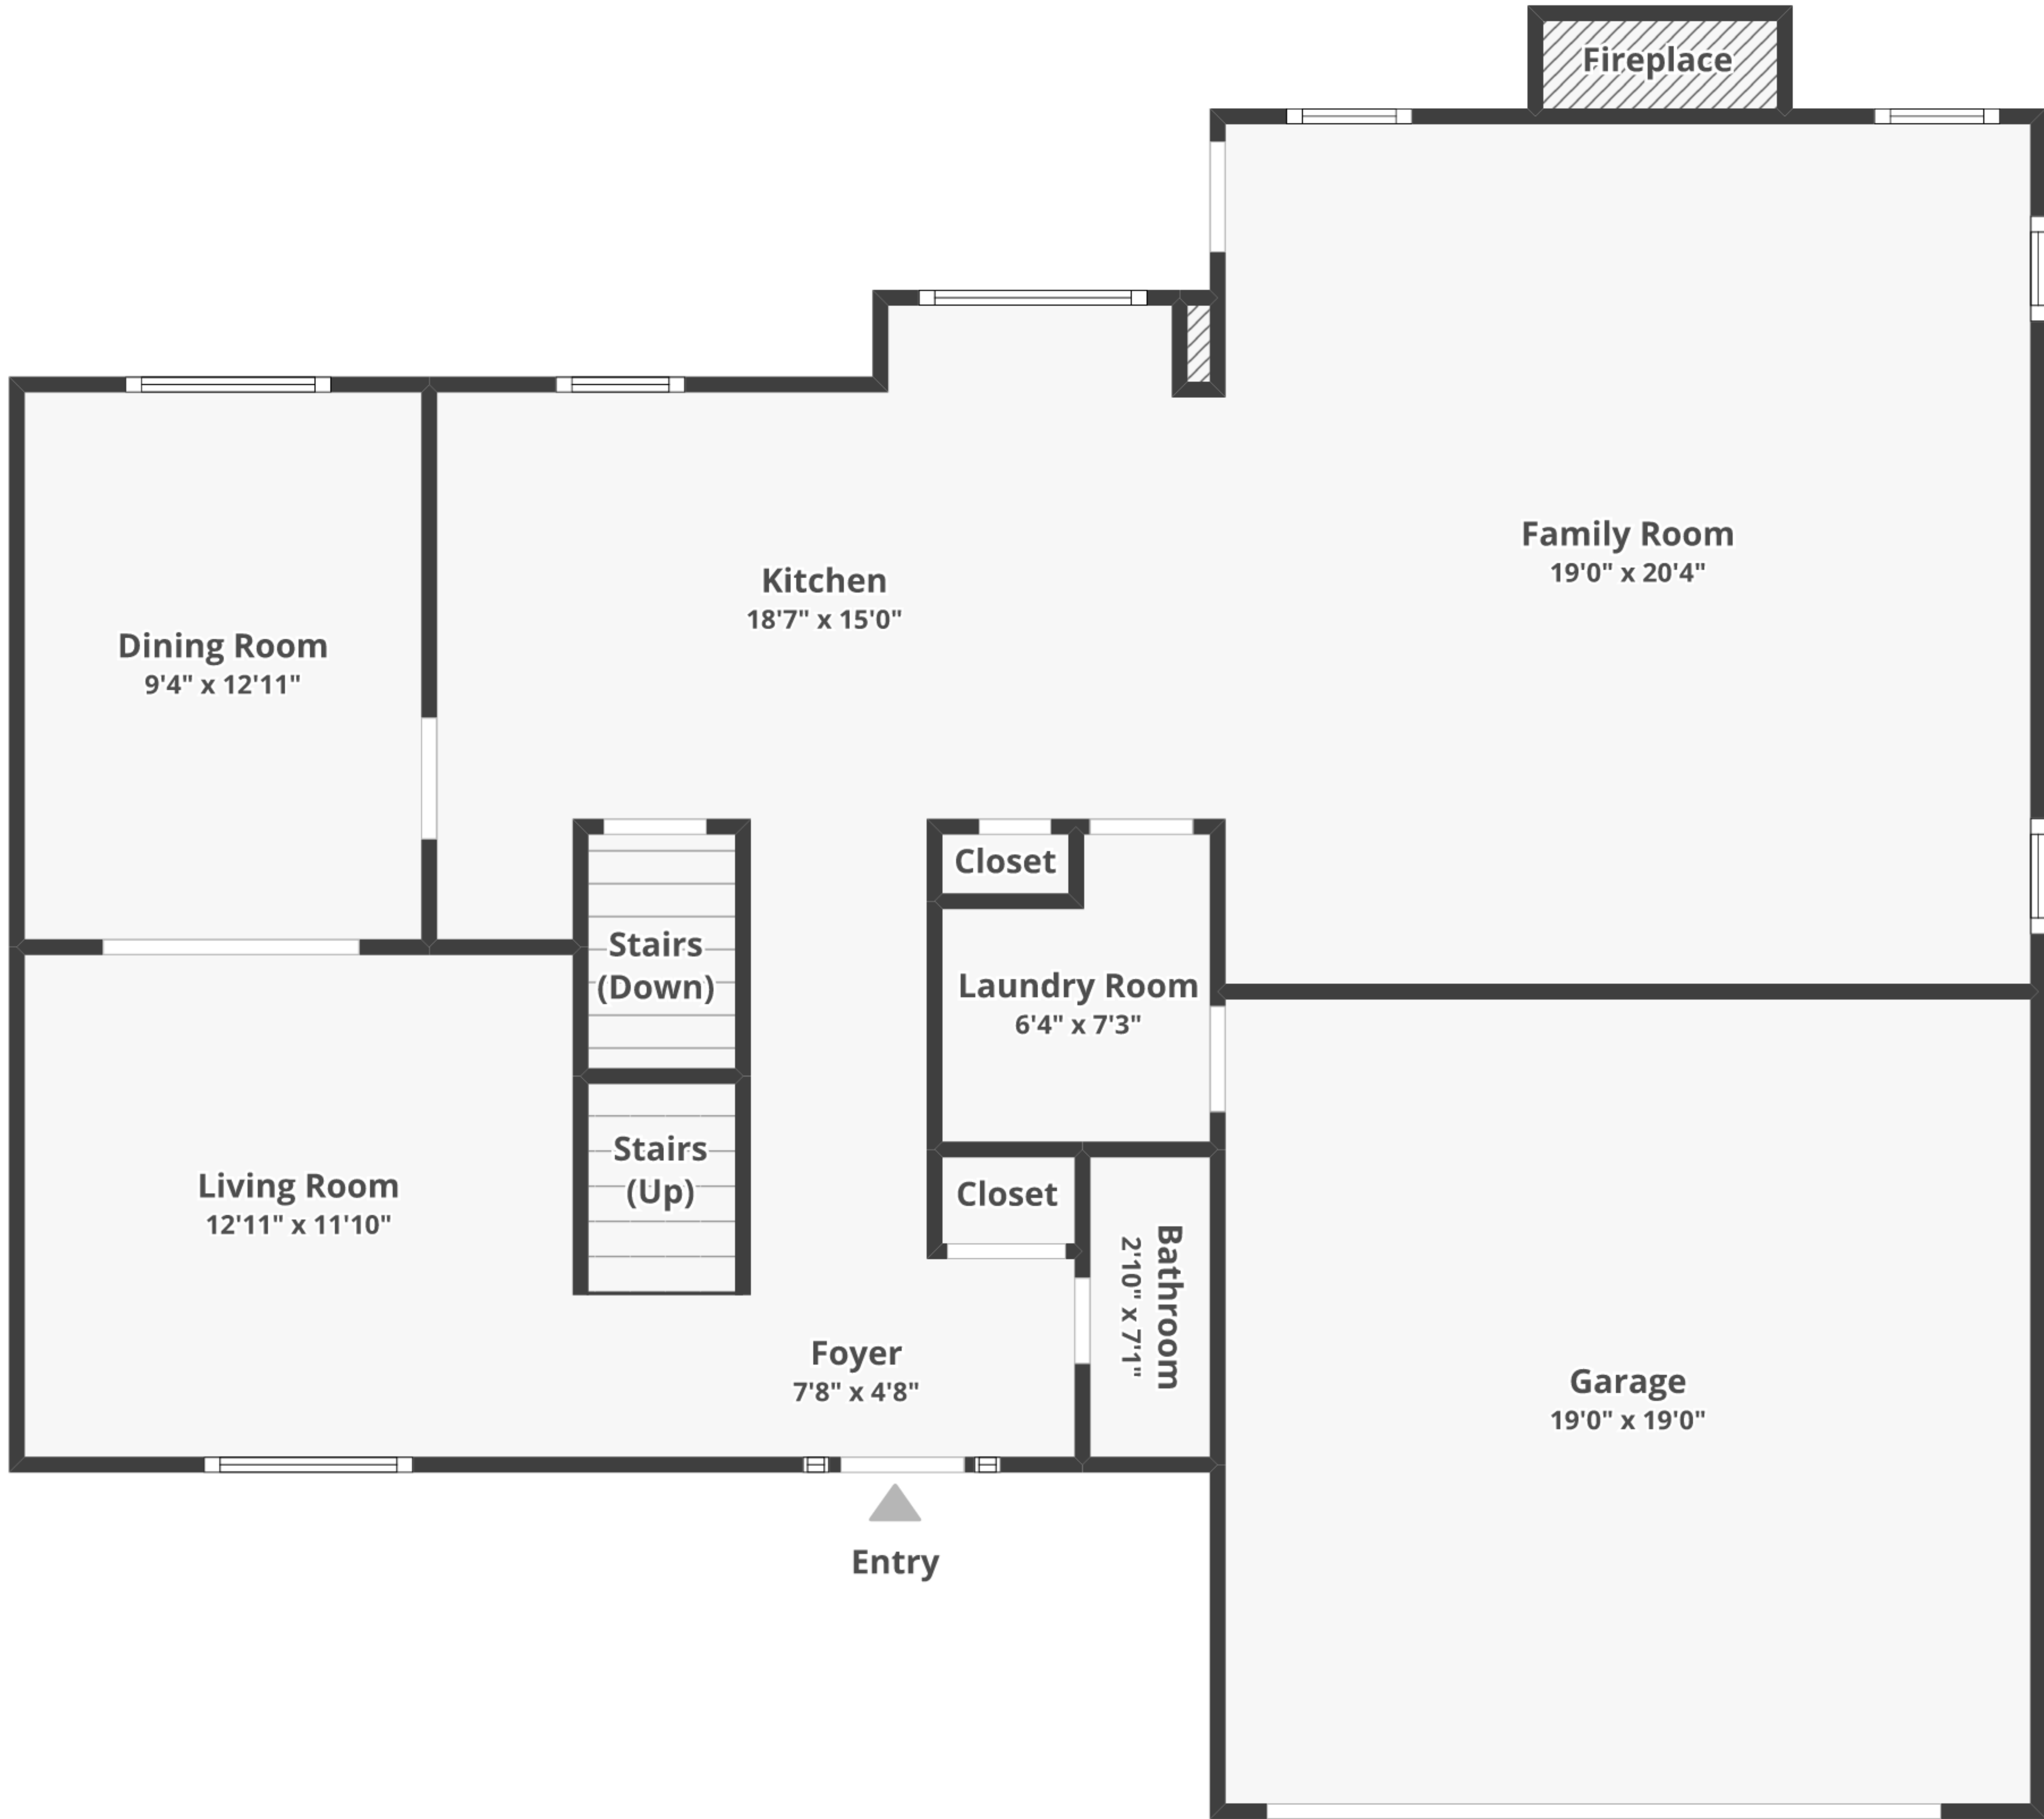 Fireplace
Family Room
19'0" x 20'4"
Kitchen
18'7" x 15'0"
Dining Room
9'4" x 12'11"
Closet
Stairs
(Down)
Laundry Room
6'4" x 7'3"
Stairs
(Up)
Living Room
12'11" x 11'10"
Closet
Bathroom
2'10" x 7'1"
Foyer
7'8" x 4'8"
Garage
19'0" x 19'0"
Entry